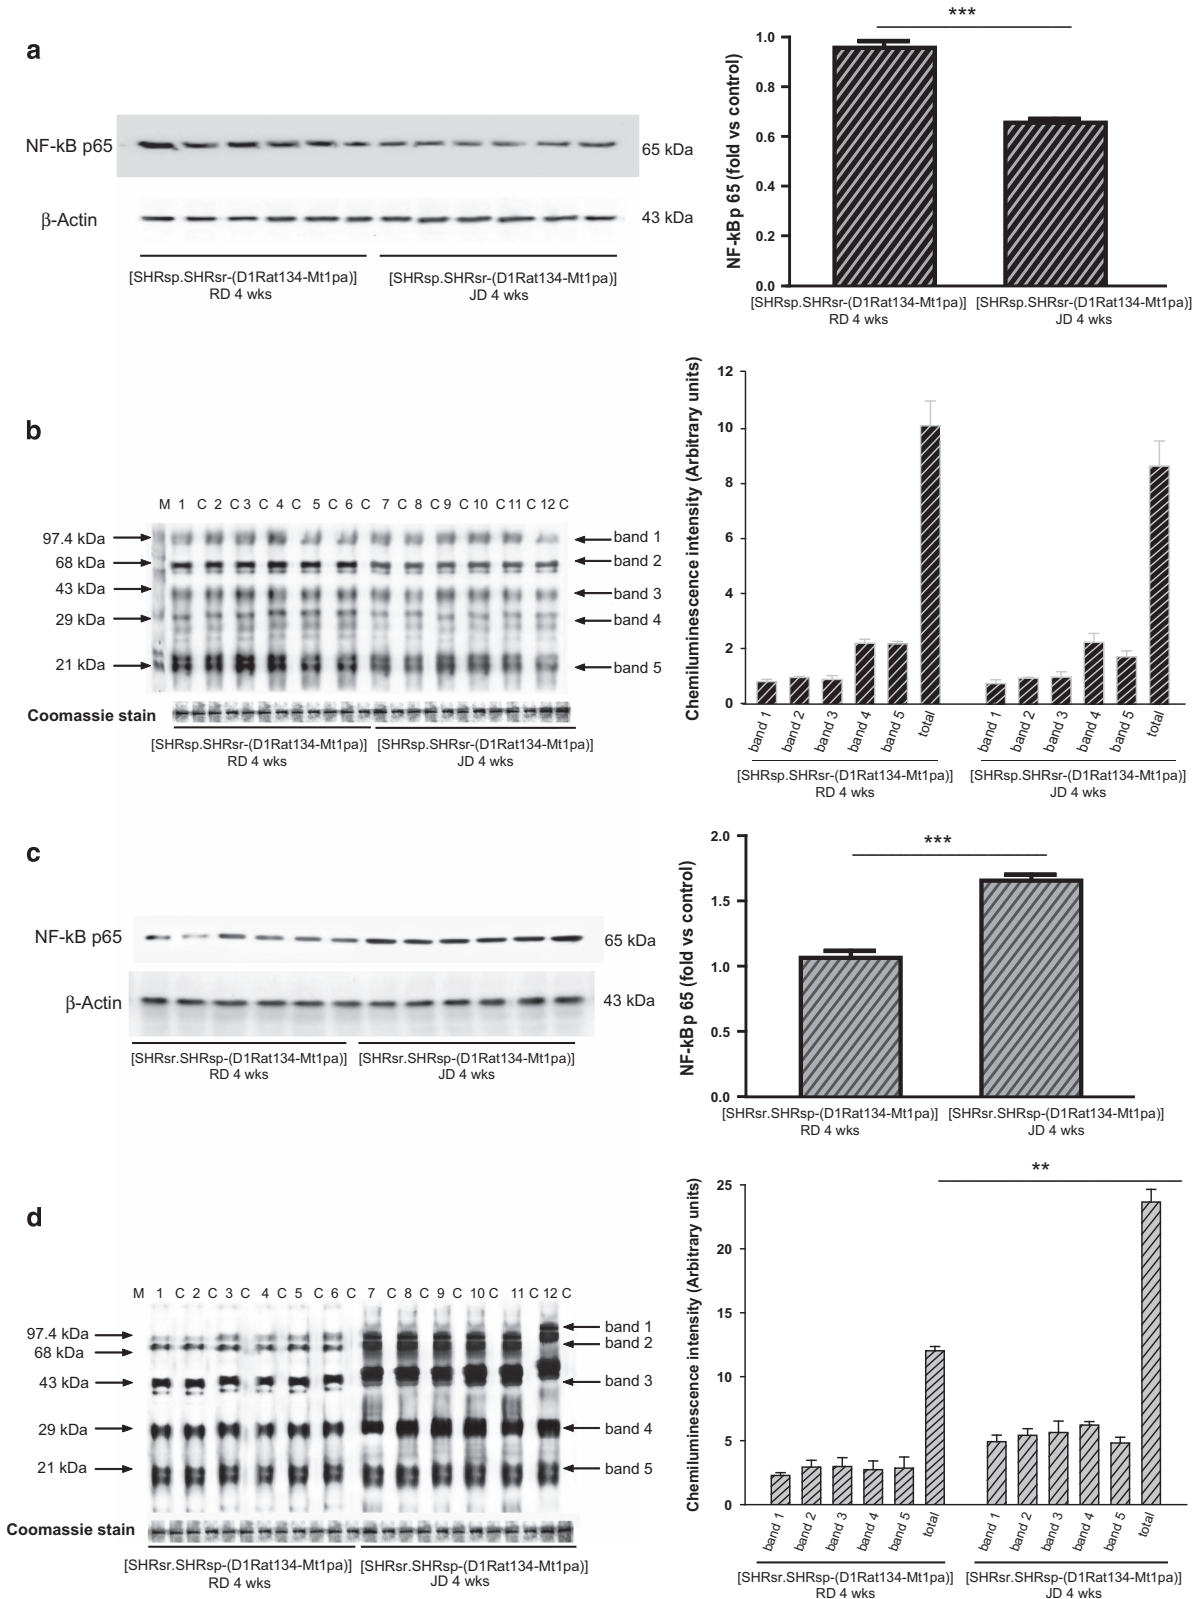 a
NF-kB p65
65 kDa
β-Actin
43 kDa
[SHRsp.SHRsr-(D1Rat134-Mt1pa)]
RD 4 wks
[SHRsp.SHRsr-(D1Rat134-Mt1pa)]
JD 4 wks
***
NF-kBp 65 (fold vs control)
1.0
0.8
0.6
0.4
0.2
0.0
[SHRsp.SHRsr-(D1Rat134-Mt1pa)]
RD 4 wks
[SHRsp.SHRsr-(D1Rat134-Mt1pa)]
JD 4 wks
b
M 1 C 2 C 3 C 4 C 5 C 6 C 7 C 8 C 9 C 10 C 11 C 12 C
97.4 kDa
68 kDa
43 kDa
29 kDa
21 kDa
band 1
band 2
band 3
band 4
band 5
Coomassie stain
[SHRsp.SHRsr-(D1Rat134-Mt1pa)]
RD 4 wks
[SHRsp.SHRsr-(D1Rat134-Mt1pa)]
JD 4 wks
Chemiluminescence intensity (Arbitrary units)
12
10
8
6
4
2
0
band 1
band 2
band 3
band 4
band 5
total
band 1
band 2
band 3
band 4
band 5
total
[SHRsp.SHRsr-(D1Rat134-Mt1pa)]
RD 4 wks
[SHRsp.SHRsr-(D1Rat134-Mt1pa)]
JD 4 wks
c
NF-kB p65
65 kDa
β-Actin
43 kDa
[SHRsr.SHRsp-(D1Rat134-Mt1pa)]
RD 4 wks
[SHRsr.SHRsp-(D1Rat134-Mt1pa)]
JD 4 wks
***
NF-kBp 65 (fold vs control)
2.0
1.5
1.0
0.5
0.0
[SHRsr.SHRsp-(D1Rat134-Mt1pa)]
RD 4 wks
[SHRsr.SHRsp-(D1Rat134-Mt1pa)]
JD 4 wks
d
M 1 C 2 C 3 C 4 C 5 C 6 C 7 C 8 C 9 C 10 C 11 C 12 C
97.4 kDa
68 kDa
43 kDa
29 kDa
21 kDa
band 1
band 2
band 3
band 4
band 5
Coomassie stain
[SHRsr.SHRsp-(D1Rat134-Mt1pa)]
RD 4 wks
[SHRsr.SHRsp-(D1Rat134-Mt1pa)]
JD 4 wks
**
Chemiluminescence intensity (Arbitrary units)
25
20
15
10
5
0
band 1
band 2
band 3
band 4
band 5
total
band 1
band 2
band 3
band 4
band 5
total
[SHRsr.SHRsp-(D1Rat134-Mt1pa)]
RD 4 wks
[SHRsr.SHRsp-(D1Rat134-Mt1pa)]
JD 4 wks